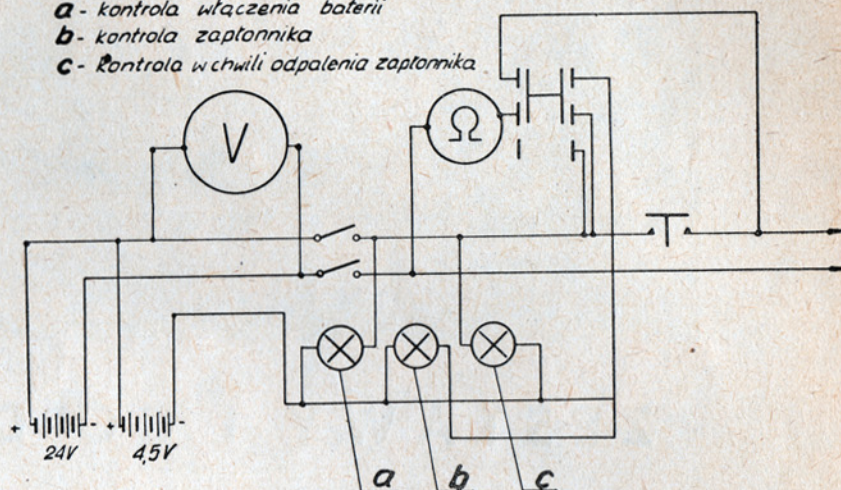 a - kontrola włączenia baterii
b - kontrola zapłonnika
c - kontrola w chwili odpalenia zapłonnika
V
Ω
+ - + -
24V 4,5V
a b c